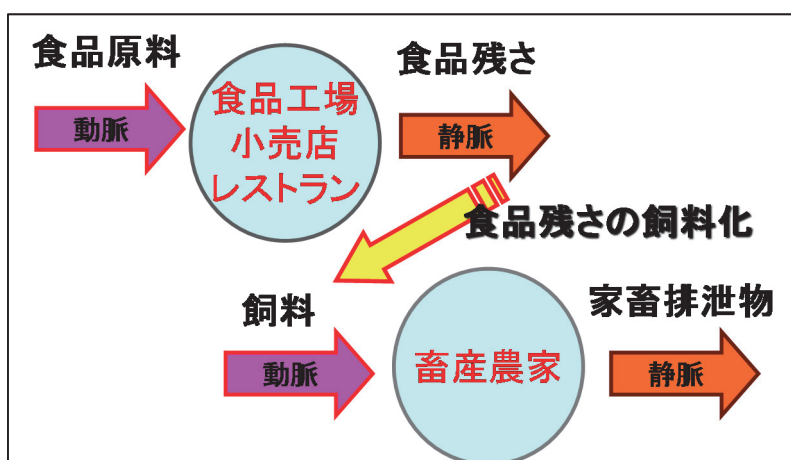 食品原料
動脈
食品工場
小売店
レストラン
食品残さ
静脈
食品残さの飼料化
飼料
動脈
畜産農家
家畜排泄物
静脈